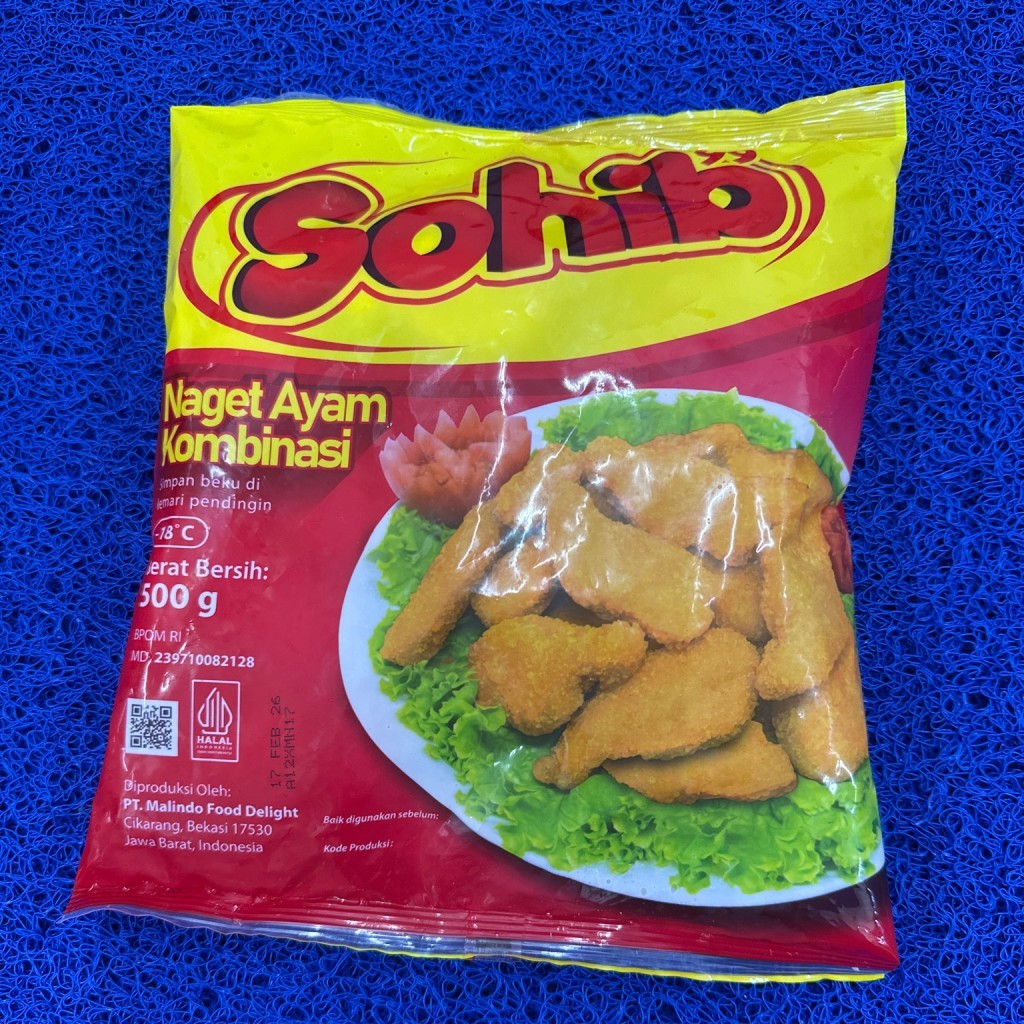 Sohib"
Naget Ayam
Kombinasi
Simpan beku di
lemari pendingin
-18°C
Berat Bersih:
500 g
BPOM RI
MD. 239710082128
HALAL
INDONESIA
17 FEB 26
A12XMN17
Diproduksi Oleh:
PT. Malindo Food Delight
Cikarang, Bekasi 17530
Jawa Barat, Indonesia
Baik digunakan sebelum:
Kode Produksi: